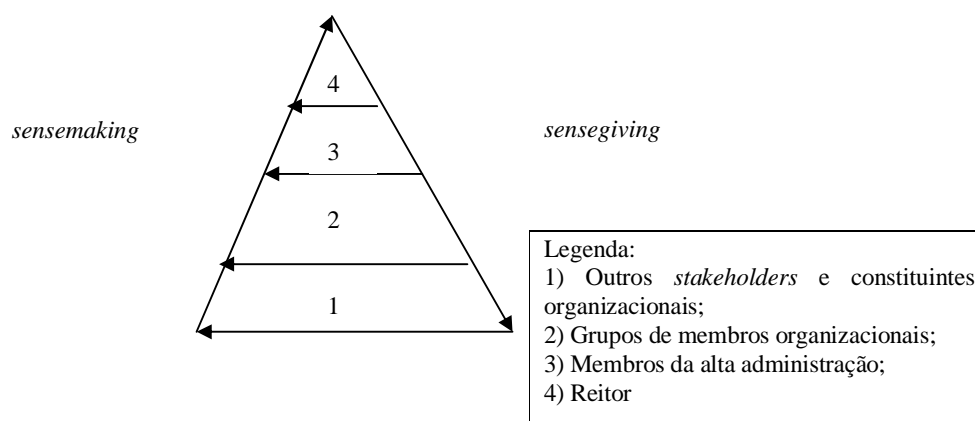 4
sensemaking
sensegiving
3
2
Legenda:
1) Outros stakeholders e constituintes
organizacionais;
2) Grupos de membros organizacionais;
3) Membros da alta administração;
4) Reitor
1